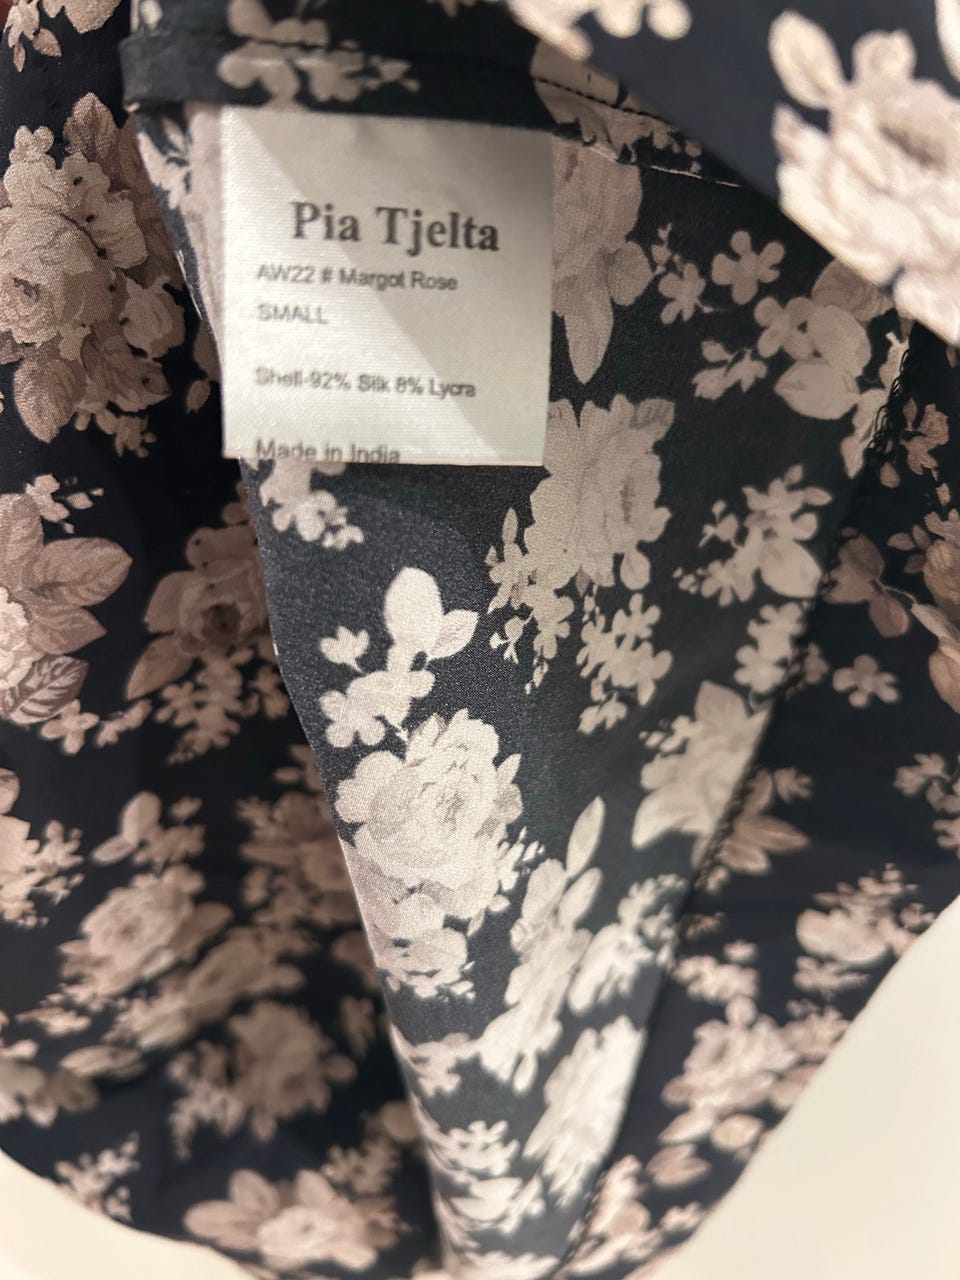 Pia Tjelta
AW22 # Margot Rose
SMALL
Shell-92% Silk 8% Lycra
Made in India